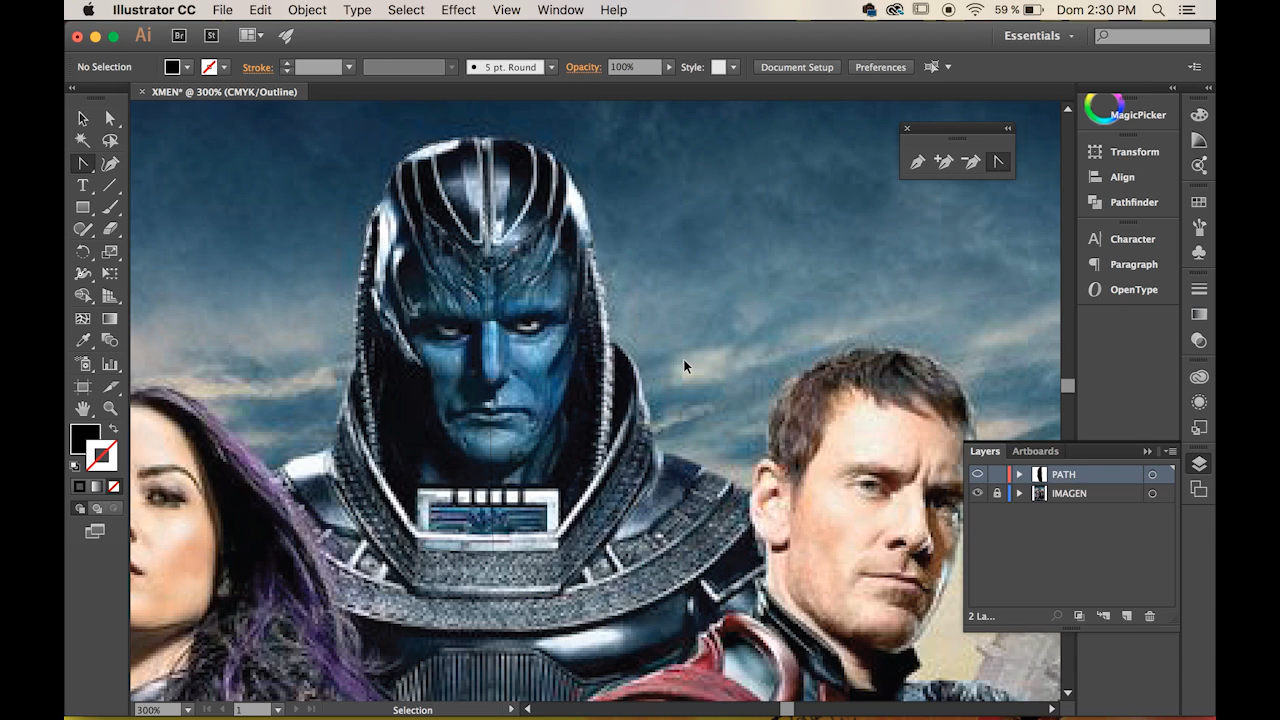 Illustrator CC File Edit Object Type Select Effect View Window Help 59 % Dom 2:30 PM
Ai Br St Essentials
No Selection Stroke: 5 pt. Round Opacity: 100% Style: Document Setup Preferences
× XMEN* @ 300% (CMYK/Outline)
MagicPicker
Transform
Align
Pathfinder
Character
Paragraph
OpenType
Layers Artboards
PATH
IMAGEN
2 La...
300% 1 Selection